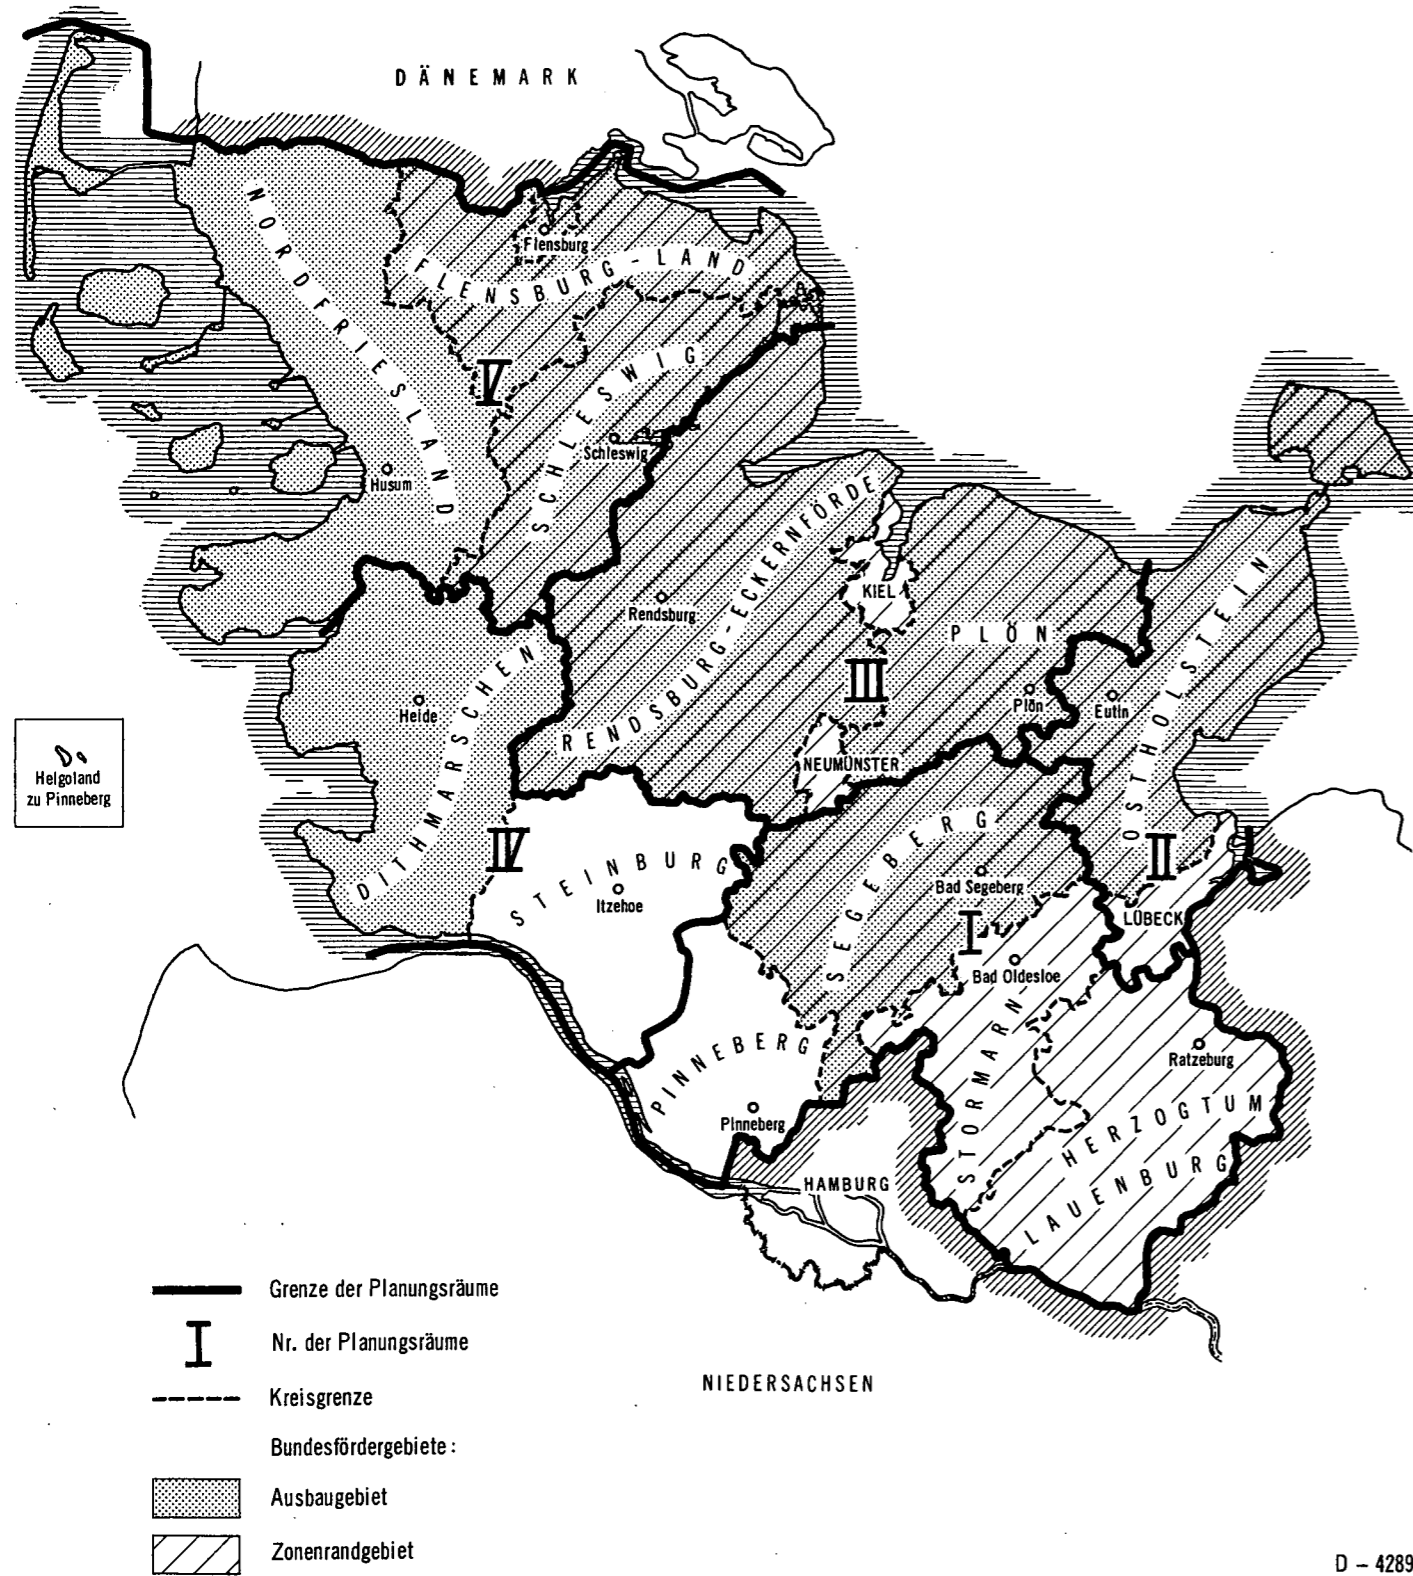 DÄNEMARK
NORDFRIESLAND
Flensburg
FLENSBURG-LAND
V
SCHLESWIG
Schleswig
Husum
RENDSBURG-ECKERNFÖRDE
KIEL
Rendsburg
PLÖN
III
Plön
Eutin
OSTHOLSTEIN
Heide
DITHMARSCHEN
Helgoland
zu Pinneberg
NEUMÜNSTER
IV
STEINBURG
Itzehoe
SEGEBERG
Bad Segeberg
II
LÜBECK
I
Bad Oldesloe
STORMARN
PINNEBERG
Pinneberg
Ratzeburg
HERZOGTUM
LAUENBURG
HAMBURG
Grenze der Planungsräume
I Nr. der Planungsräume
Kreisgrenze
NIEDERSACHSEN
Bundesfördergebiete:
Ausbaugebiet
Zonenrandgebiet
D – 4289